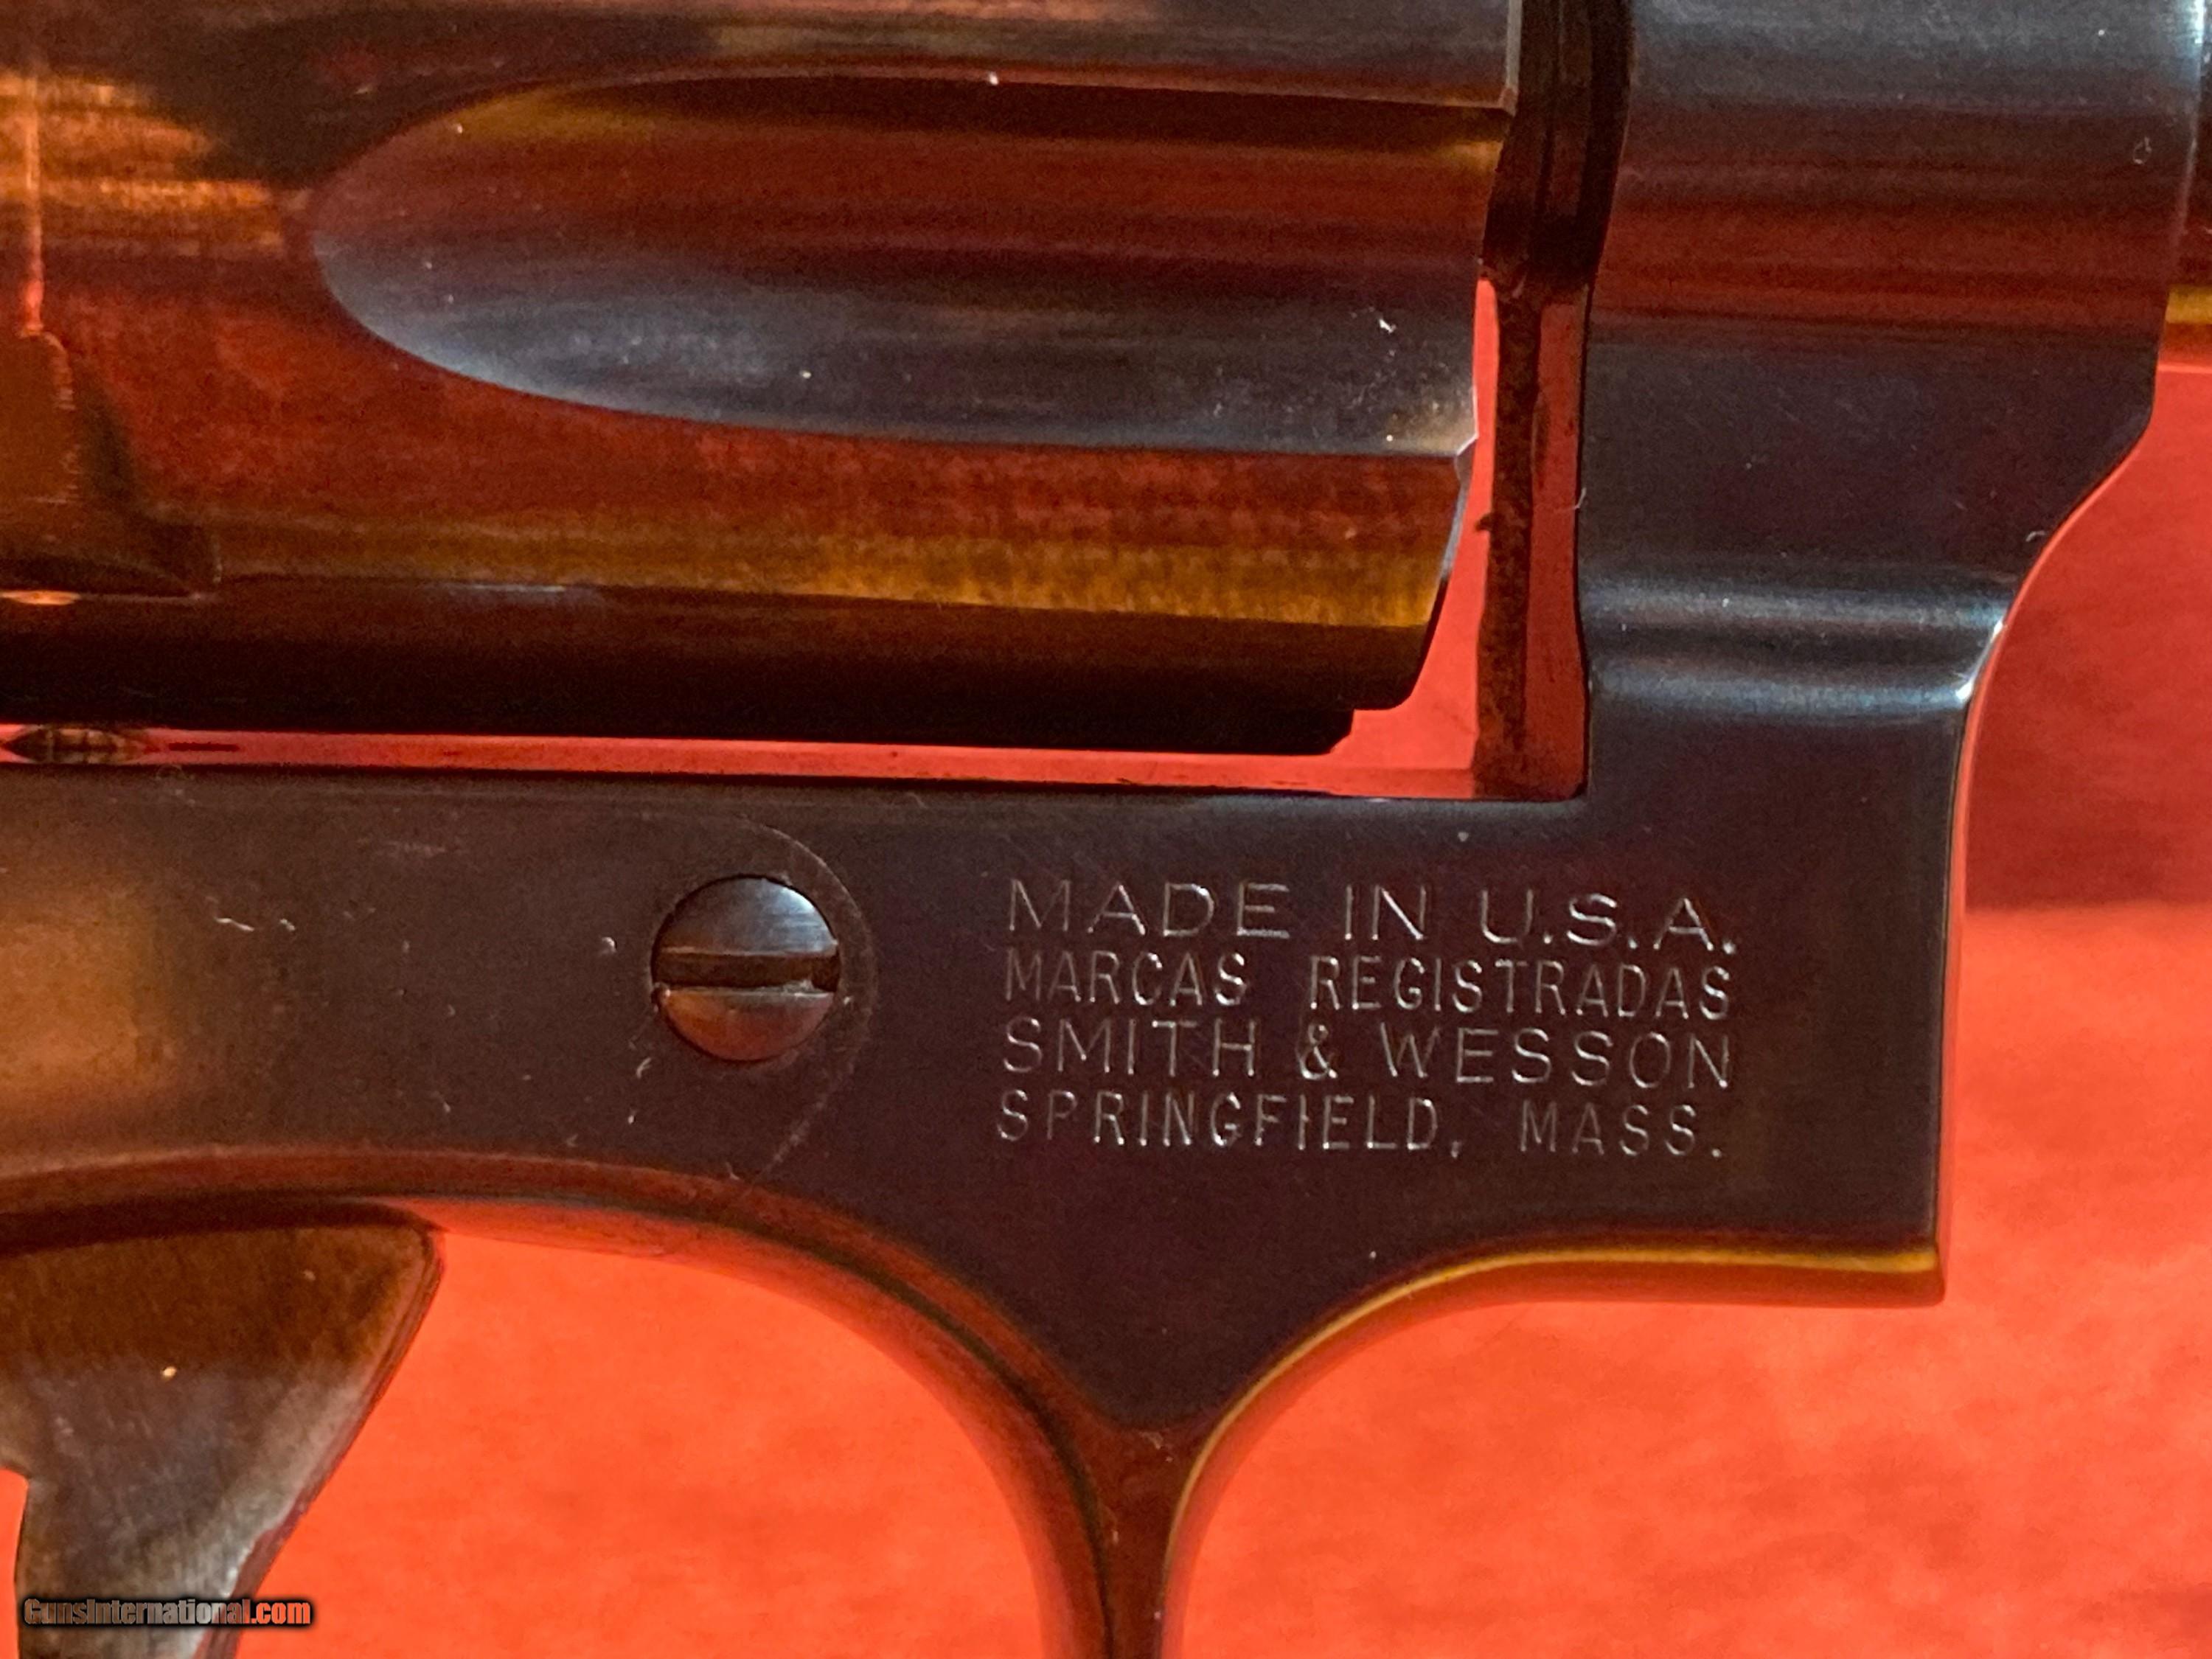 MADE IN U.S.A.
MARCAS REGISTRADAS
SMITH & WESSON
SPRINGFIELD, MASS.
GunsInternational.com